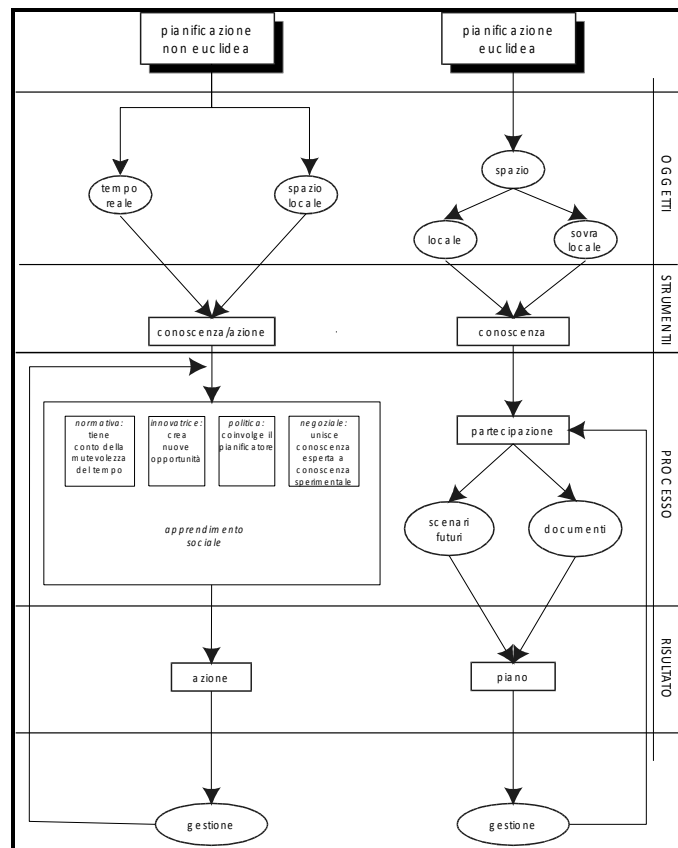 pianificazione
non euclidea
pianificazione
euclidea
OGGETTI
tempo
reale
spazio
locale
spazio
locale
sovra
locale
STRUMENTII
conoscenza/azione
conoscenza
PROCESSO
normativa:
tiene
conto della
mutevolezza
del tempo
innovatrice:
crea
nuove
opportunità
politica:
coinvolge il
pianificatore
negoziale:
unisce
conoscenza
esperta a
conoscenza
sperimentale
apprendimento
sociale
partecipazione
scenari
futuri
documenti
RISULTATO
azione
piano
gestione
gestione